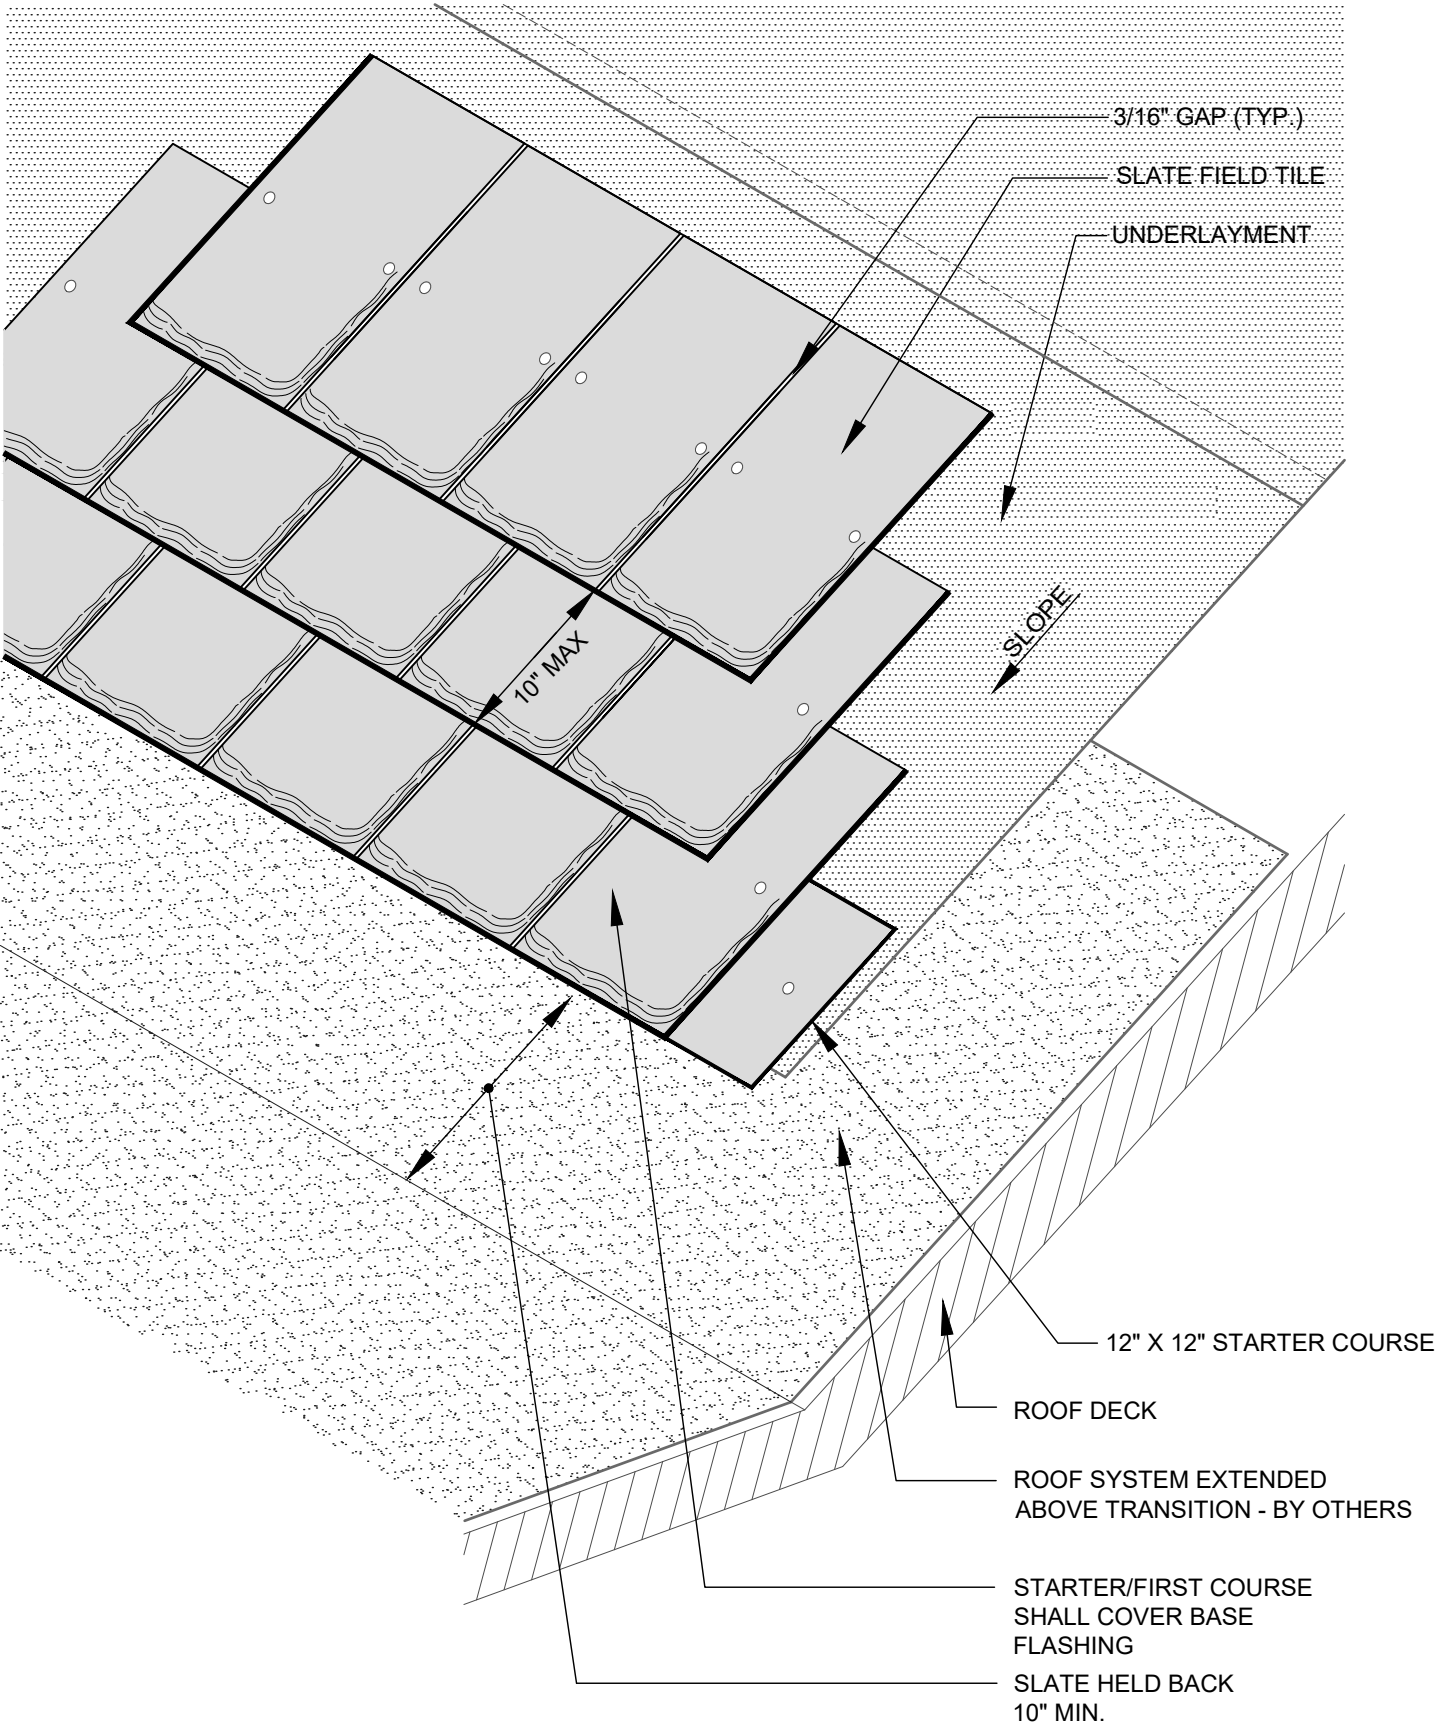 3/16" GAP (TYP.)
SLATE FIELD TILE
UNDERLAYMENT
SLOPE
10" MAX
12" X 12" STARTER COURSE
ROOF DECK
ROOF SYSTEM EXTENDED
ABOVE TRANSITION - BY OTHERS
STARTER/FIRST COURSE
SHALL COVER BASE
FLASHING
SLATE HELD BACK
10" MIN.